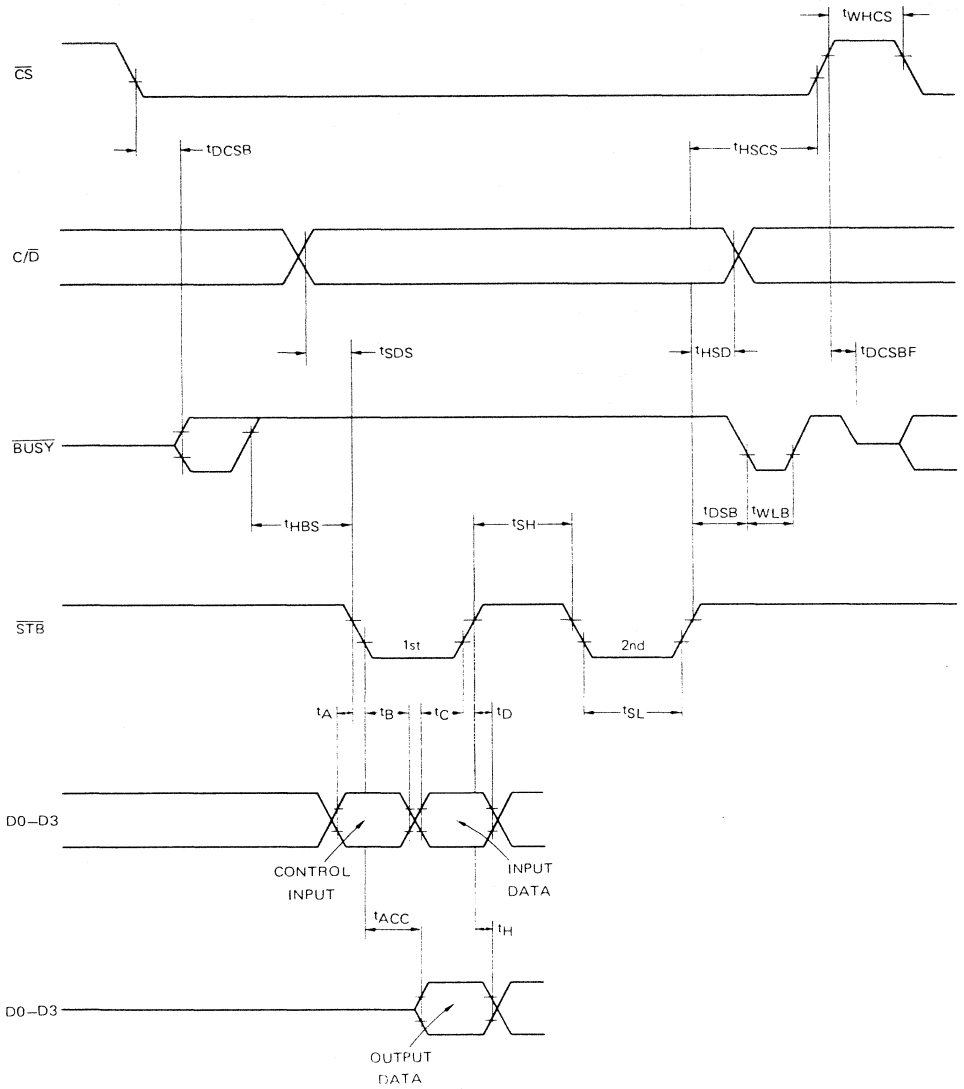 tWHCS
CS
tDCSB
tHSCS
C/D
tSDS
tHSD
tDCSBF
BUSY
tHBS
tSH
tDSB
tWLB
STB
1st
2nd
tA
tB
tC
tD
tSL
D0–D3
CONTROL
INPUT
INPUT
DATA
tACC
tH
D0–D3
OUTPUT
DATA